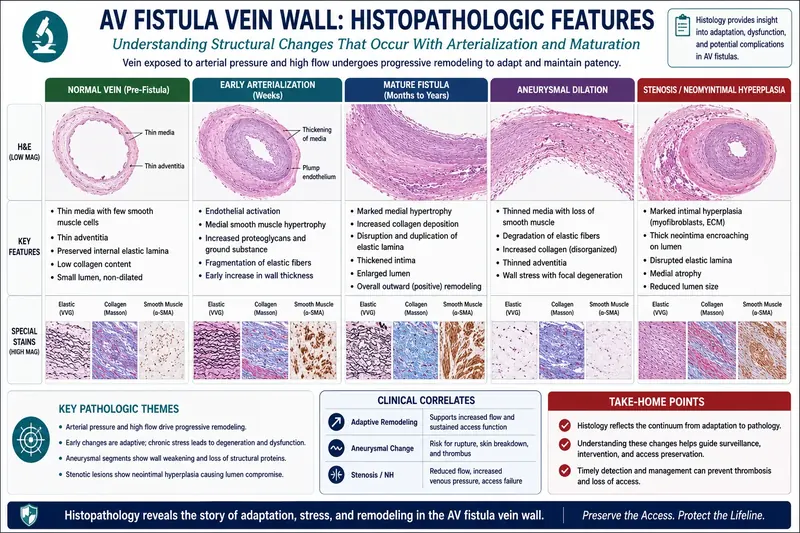 AV FISTULA VEIN WALL: HISTOPATHOLOGIC FEATURES
Understanding Structural Changes That Occur With Arterialization and Maturation
Vein exposed to arterial pressure and high flow undergoes progressive remodeling to adapt and maintain patency.
Histology provides insight
into adaptation, dysfunction,
and potential complications
in AV fistulas.
NORMAL VEIN (Pre-Fistula)
EARLY ARTERIALIZATION
(Weeks)
MATURE FISTULA
(Months to Years)
ANEURYSMAL DILATION
STENOSIS / NEOMYINTIMAL HYPERPLASIA
H&E
(LOW MAG)
Thin media
Thin adventitia
Thickening
of media
Plump
endothelium
KEY
FEATURES
• Thin media with few smooth
muscle cells
• Thin adventitia
• Preserved internal elastic lamina
• Low collagen content
• Small lumen, non-dilated
• Endothelial activation
• Medial smooth muscle hypertrophy
• Increased proteoglycans and
ground substance
• Fragmentation of elastic fibers
• Early increase in wall thickness
• Marked medial hypertrophy
• Increased collagen deposition
• Disruption and duplication of
elastic lamina
• Thickened intima
• Enlarged lumen
• Overall outward (positive) remodeling
• Thinned media with loss of
smooth muscle
• Degradation of elastic fibers
• Increased collagen (disorganized)
• Thinned adventitia
• Wall stress with focal degeneration
• Marked intimal hyperplasia
(myofibroblasts, ECM)
• Thick neointima encroaching
on lumen
• Disrupted elastic lamina
• Medial atrophy
• Reduced lumen size
SPECIAL
STAINS
(HIGH MAG)
Elastic
(VVG)
Collagen
(Masson)
Smooth Muscle
(α-SMA)
Elastic
(VVG)
Collagen
(Masson)
Smooth Muscle
(α-SMA)
Elastic
(VVG)
Collagen
(Masson)
Smooth Muscle
(α-SMA)
Elastic
(VVG)
Collagen
(Masson)
Smooth Muscle
(α-SMA)
Elastic
(VVG)
Collagen
(Masson)
Smooth Muscle
(α-SMA)
KEY PATHOLOGIC THEMES
• Arterial pressure and high flow drive progressive remodeling.
• Early changes are adaptive; chronic stress leads to degeneration and dysfunction.
• Aneurysmal segments show wall weakening and loss of structural proteins.
• Stenotic lesions show neointimal hyperplasia causing lumen compromise.
CLINICAL CORRELATES
Adaptive Remodeling
Supports increased flow and
sustained access function
Aneurysmal Change
Risk for rupture, skin breakdown,
and thrombus
Stenosis / NH
Reduced flow, increased
venous pressure, access failure
TAKE-HOME POINTS
Histology reflects the continuum from adaptation to pathology.
Understanding these changes helps guide surveillance,
intervention, and access preservation.
Timely detection and management can prevent thrombosis
and loss of access.
Histopathology reveals the story of adaptation, stress, and remodeling in the AV fistula vein wall.
Preserve the Access. Protect the Lifeline.